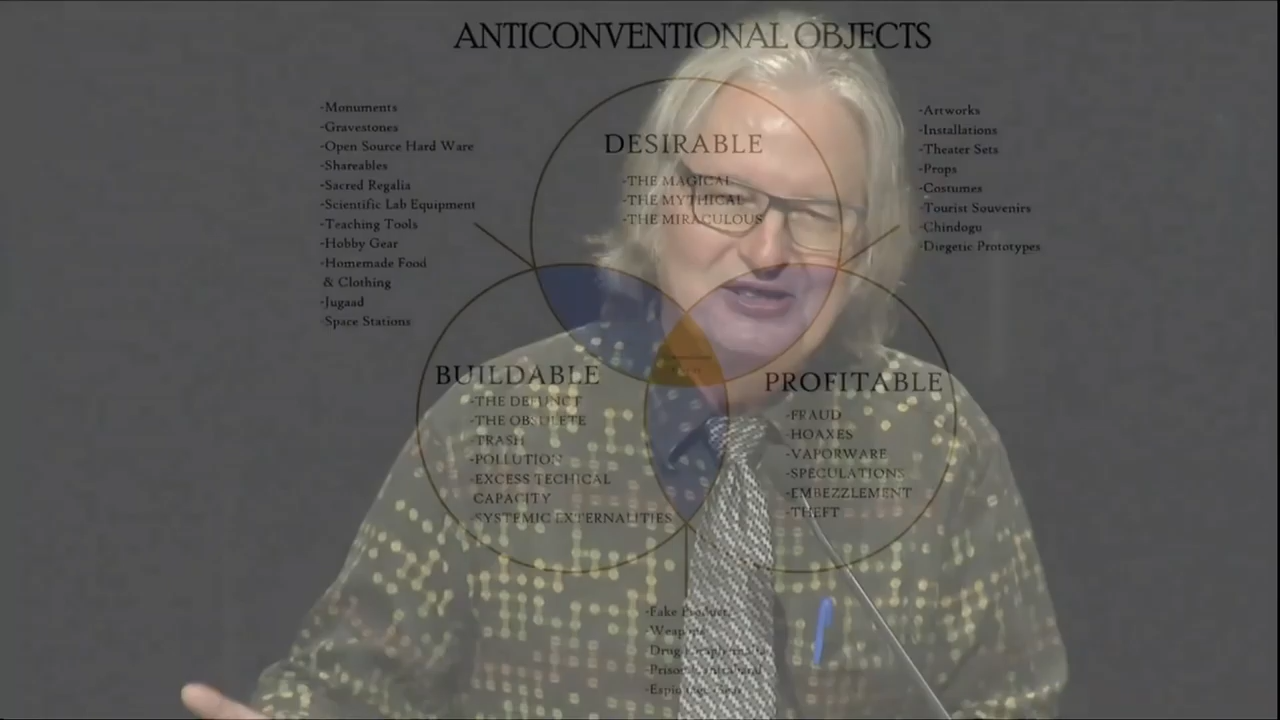 ANTICONVENTIONAL OBJECTS
-Monuments
-Gravestones
-Open Source Hard Ware
-Shareables
-Sacred Regalia
-Scientific Lab Equipment
-Teaching Tools
-Hobby Gear
-Homemade Food
& Clothing
-Jugaad
-Space Stations
DESIRABLE
-THE MAGICAL
-THE MYTHICAL
-THE MIRACULOUS
-Artworks
-Installations
-Theater Sets
-Props
-Costumes
-Tourist Souvenirs
-Chindogu
-Diegetic Prototypes
BUILDABLE
-THE DEFUNCT
-THE OBSOLETE
-TRASH
-POLLUTION
-EXCESS TECHICAL
CAPACITY
-SYSTEMIC EXTERNALITIES
PROFITABLE
-FRAUD
-HOAXES
-VAPORWARE
-SPECULATIONS
-EMBEZZLEMENT
-THEFT
-Fake
-Weapons
Drug
-Prison